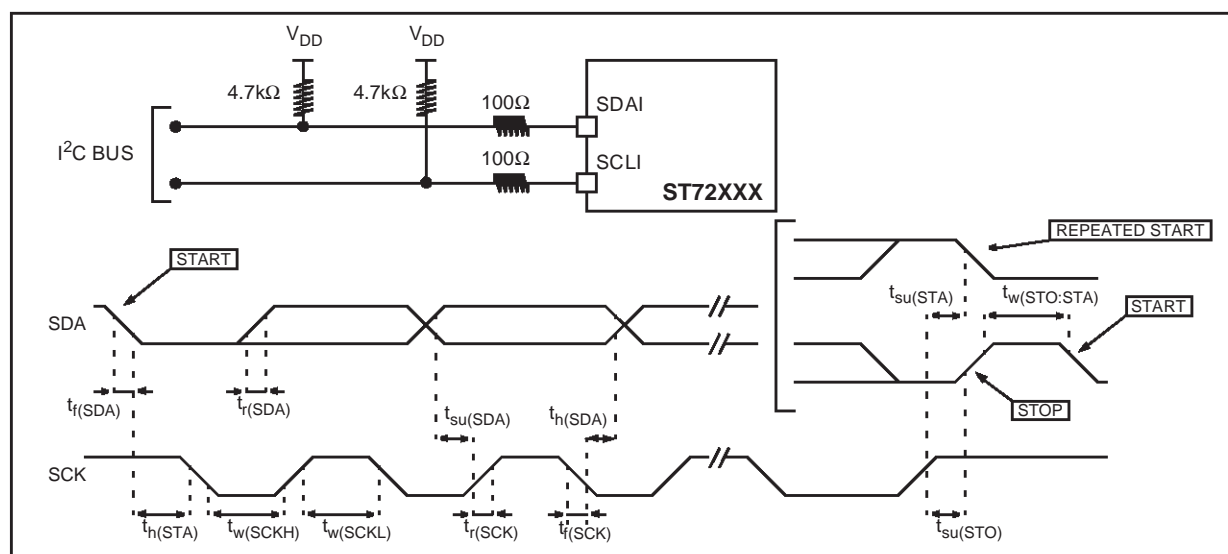 VDD VDD
4.7kΩ 4.7kΩ
100Ω
SDAI
I²C BUS
100Ω
SCLI
ST72XXX
REPEATED START
START
tsu(STA) tw(STO:STA)
START
SDA
STOP
tf(SDA) tr(SDA)
tsu(SDA) th(SDA)
SCK
th(STA) tw(SCKH) tw(SCKL) tr(SCK) tf(SCK) tsu(STO)